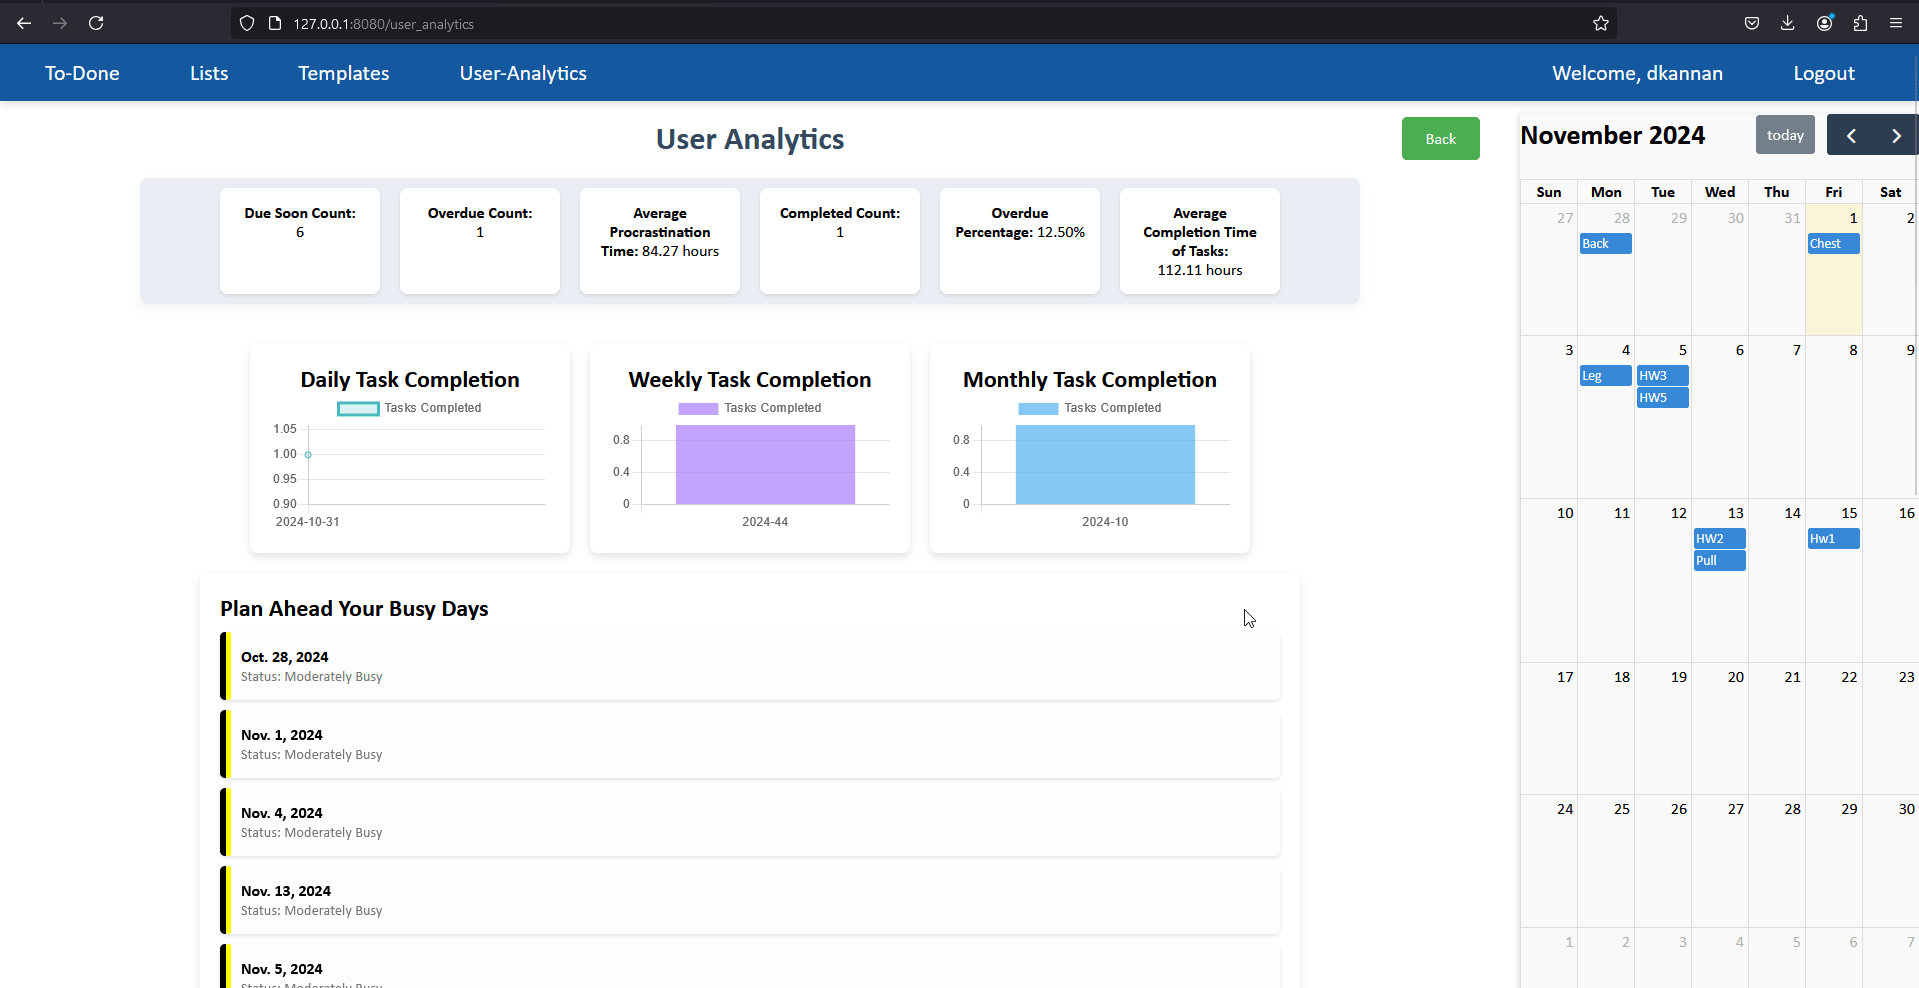 127.0.0.1:8080/user_analytics
To-Done Lists Templates User-Analytics Welcome, dkannan Logout
User Analytics
Back
Due Soon Count:
6
Overdue Count:
1
Average
Procrastination
Time: 84.27 hours
Completed Count:
1
Overdue
Percentage: 12.50%
Average
Completion Time
of Tasks:
112.11 hours
Daily Task Completion
Tasks Completed
1.05
1.00
0.95
0.90
2024-10-31
Weekly Task Completion
Tasks Completed
0.8
0.4
0
2024-44
Monthly Task Completion
Tasks Completed
0.8
0.4
0
2024-10
Plan Ahead Your Busy Days
Oct. 28, 2024
Status: Moderately Busy
Nov. 1, 2024
Status: Moderately Busy
Nov. 4, 2024
Status: Moderately Busy
Nov. 13, 2024
Status: Moderately Busy
Nov. 5, 2024
Status: Moderately Busy
November 2024 today
Sun Mon Tue Wed Thu Fri Sat
27 28 29 30 31 1 2
Back Chest
3 4 5 6 7 8 9
Leg HW3
HW5
10 11 12 13 14 15 16
HW2 Hw1
Pull
17 18 19 20 21 22 23
24 25 26 27 28 29 30
1 2 3 4 5 6 7